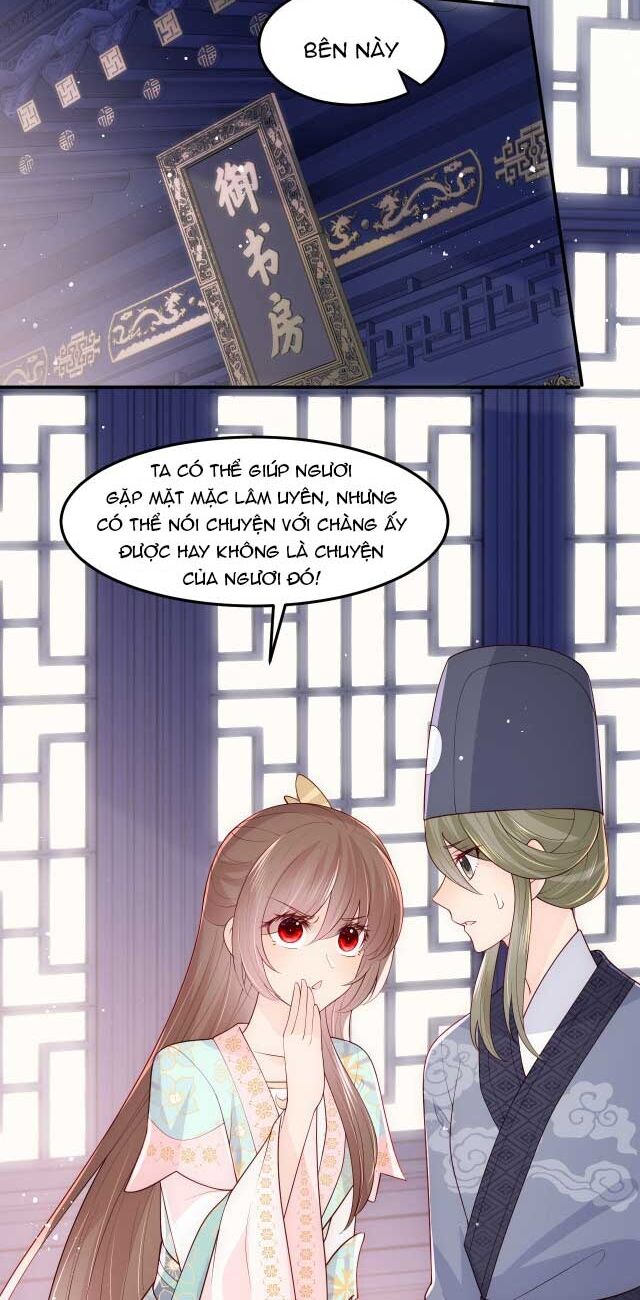 BÊN NÀY
御书房
TA CÓ THỂ GIÚP NGƯƠI
GẶP MẶT MẶC LÂM UYÊN, NHƯNG
CÓ THỂ NÓI CHUYỆN VỚI CHÀNG ẤY
ĐƯỢC HAY KHÔNG LÀ CHUYỆN
CỦA NGƯƠI ĐÓ!